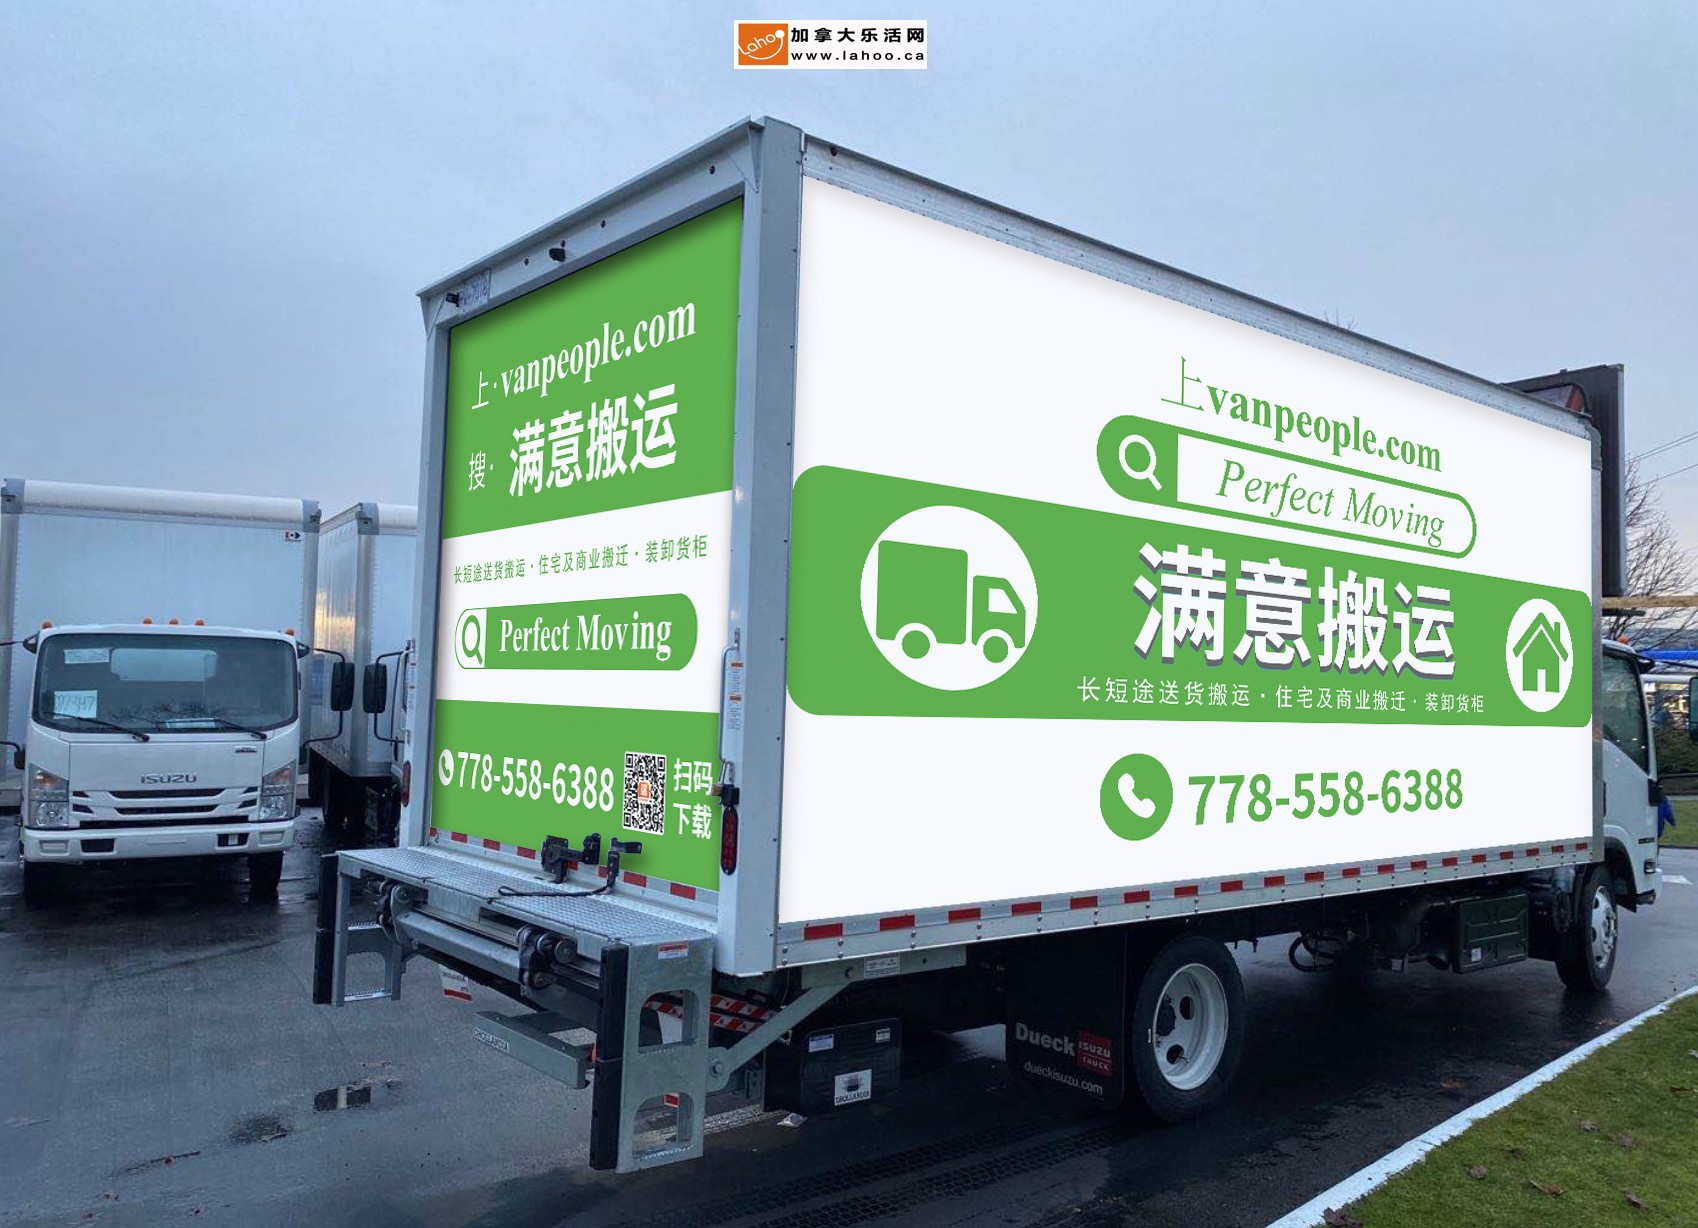 Lahoo
加拿大乐活网
www.lahoo.ca
上·vanpeople.com
搜·满意搬运
长短途送货搬运·住宅及商业搬迁·装卸货柜
Perfect Moving
778-558-6388
扫码
下载
上vanpeople.com
Perfect Moving
满意搬运
长短途送货搬运·住宅及商业搬迁·装卸货柜
778-558-6388
ISUZU
Dueck ISUZU
TRUCK
dueckisuzu.com